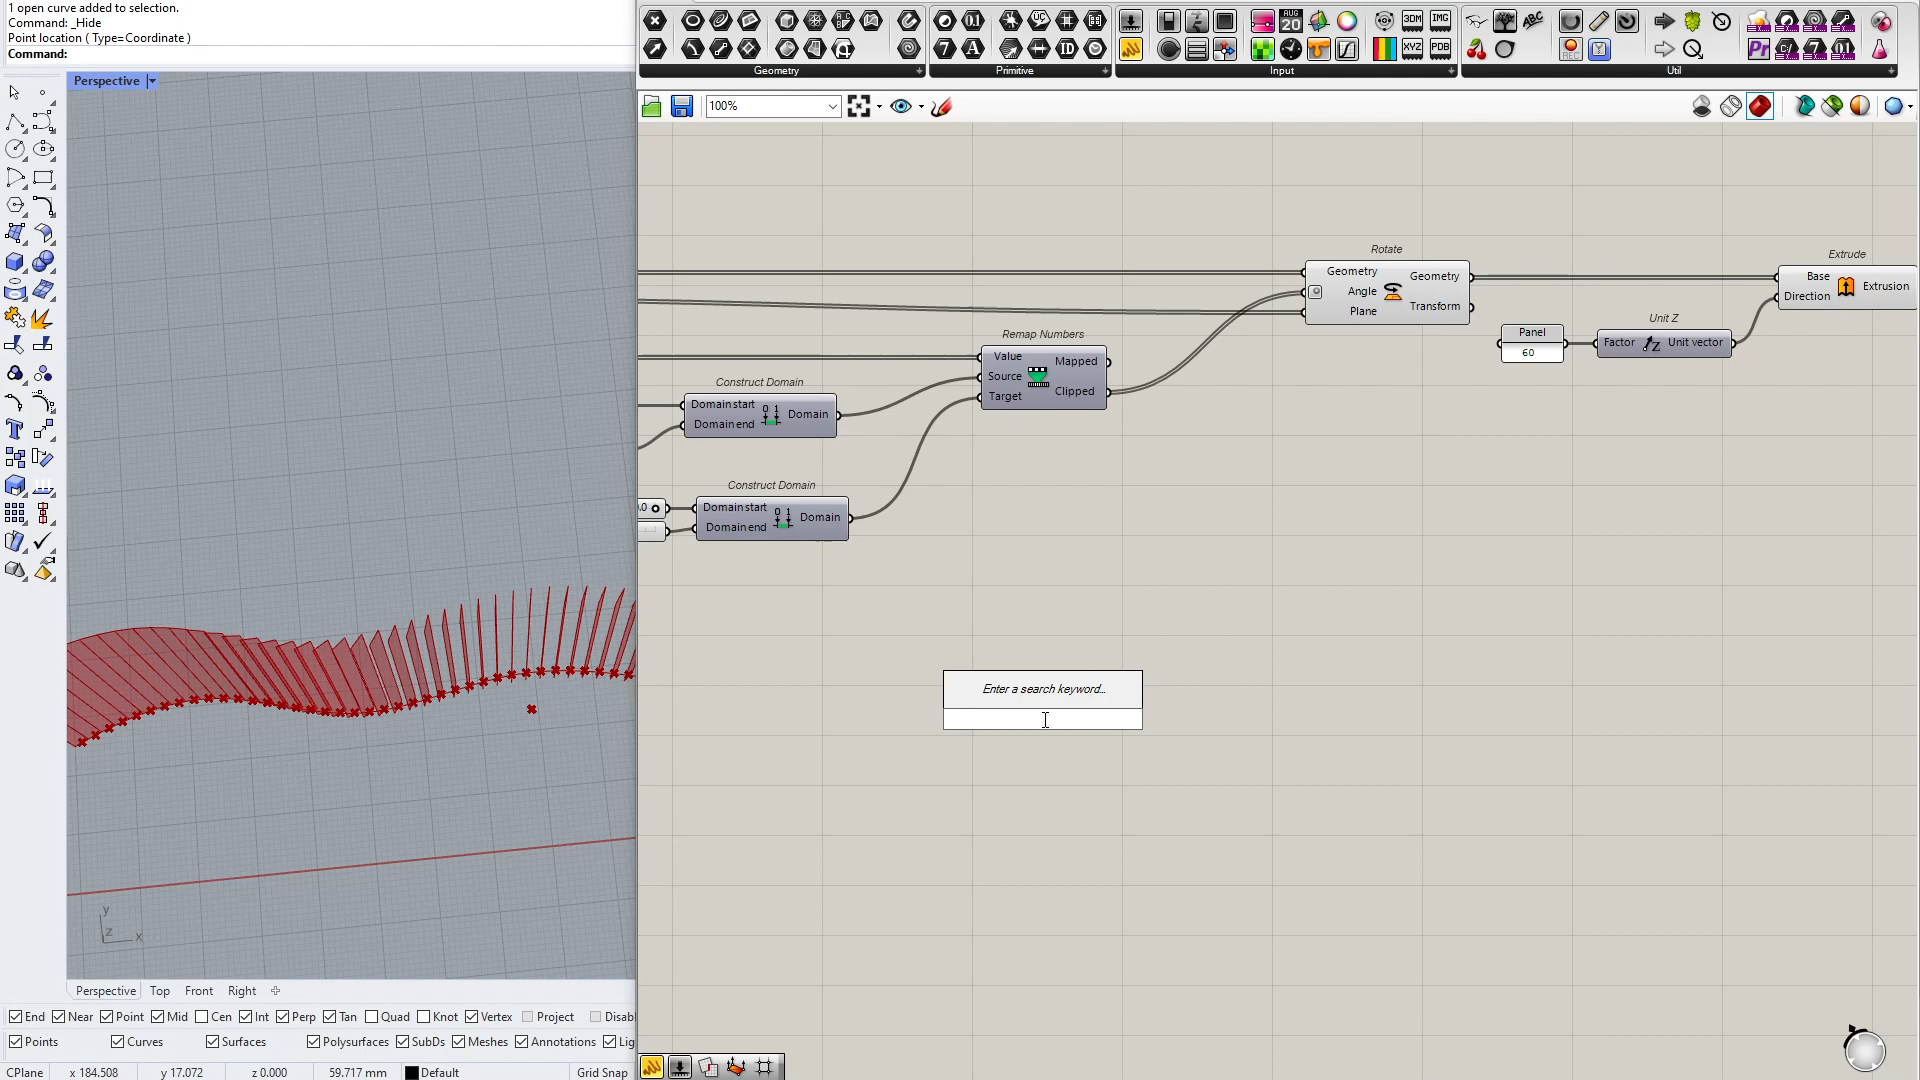 1 open curve added to selection.
Command: _Hide
Point location ( Type=Coordinate )
Command:
Geometry
Primitive
Input
Util
100%
Perspective
Rotate
Geometry
Angle
Plane
Geometry
Transform
Extrude
Base
Direction
Extrusion
Panel
60
Unit Z
Factor
Unit vector
Remap Numbers
Value
Source
Target
Mapped
Clipped
Construct Domain
Domain start
Domain end
Domain
Construct Domain
Domain start
Domain end
Domain
Enter a search keyword...
y
z
x
Perspective Top Front Right
End Near Point Mid Cen Int Perp Tan Quad Knot Vertex Project Disab
Points Curves Surfaces Polysurfaces SubDs Meshes Annotations Lig
CPlane x 184.508 y 17.072 z 0.000 59.717 mm Default Grid Snap